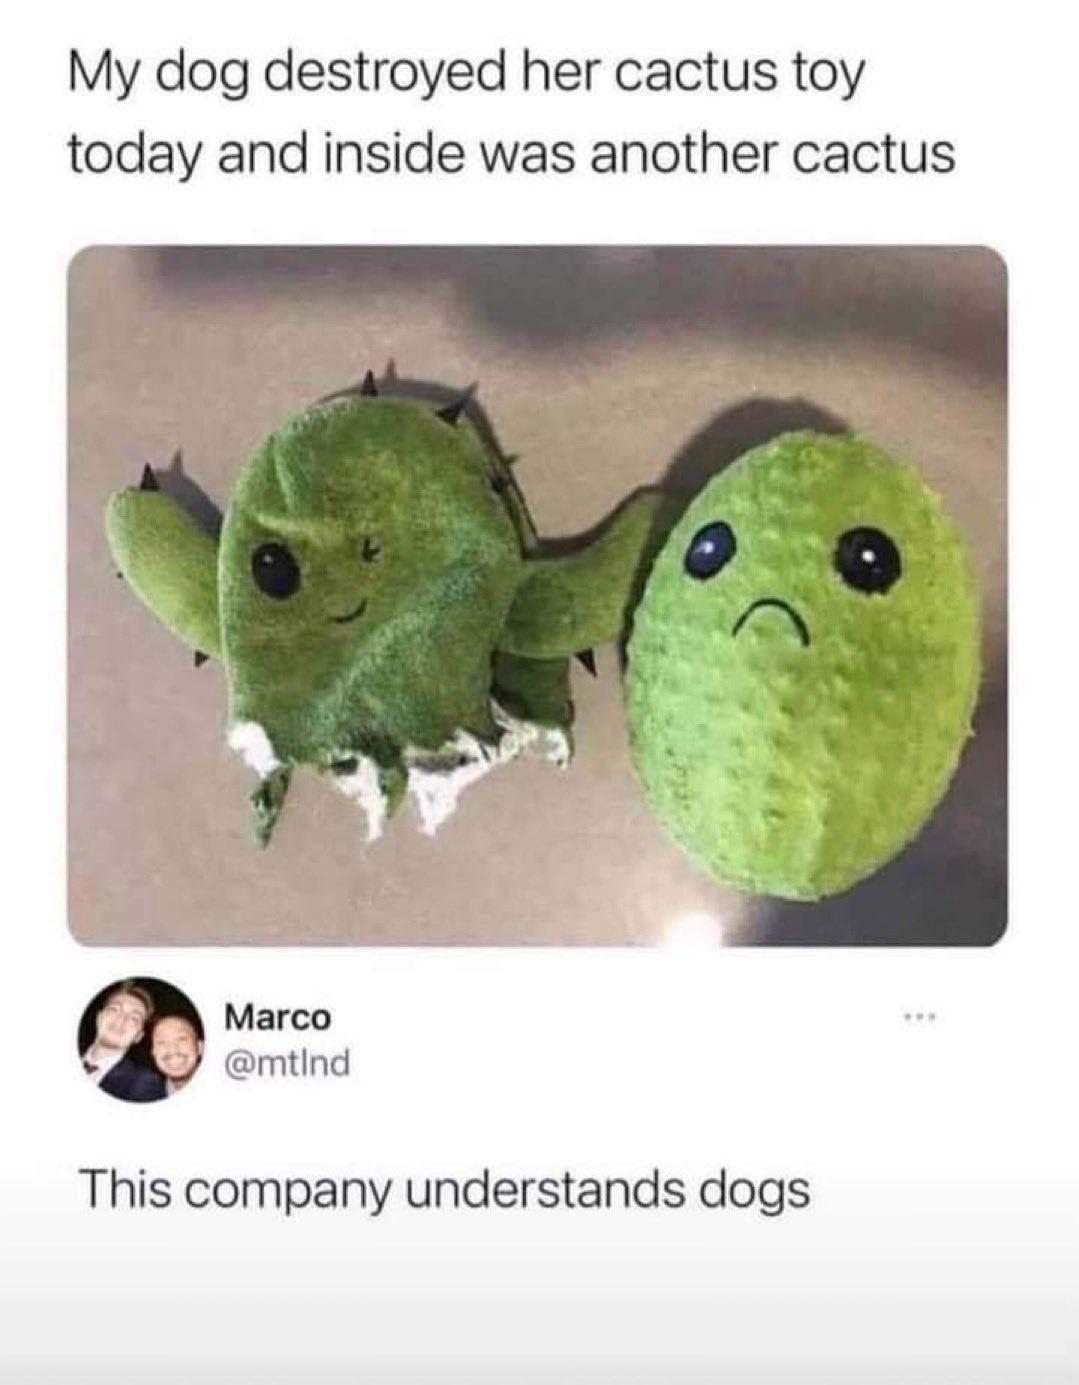 My dog destroyed her cactus toy
today and inside was another cactus
Marco
@mtlnd
This company understands dogs